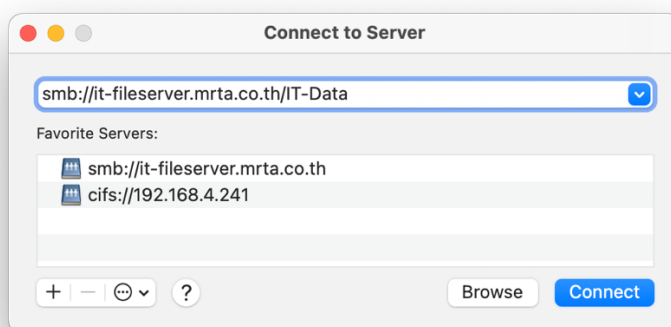 Connect to Server
smb://it-fileserver.mrta.co.th/IT-Data
Favorite Servers:
smb://it-fileserver.mrta.co.th
cifs://192.168.4.241
?
Browse
Connect